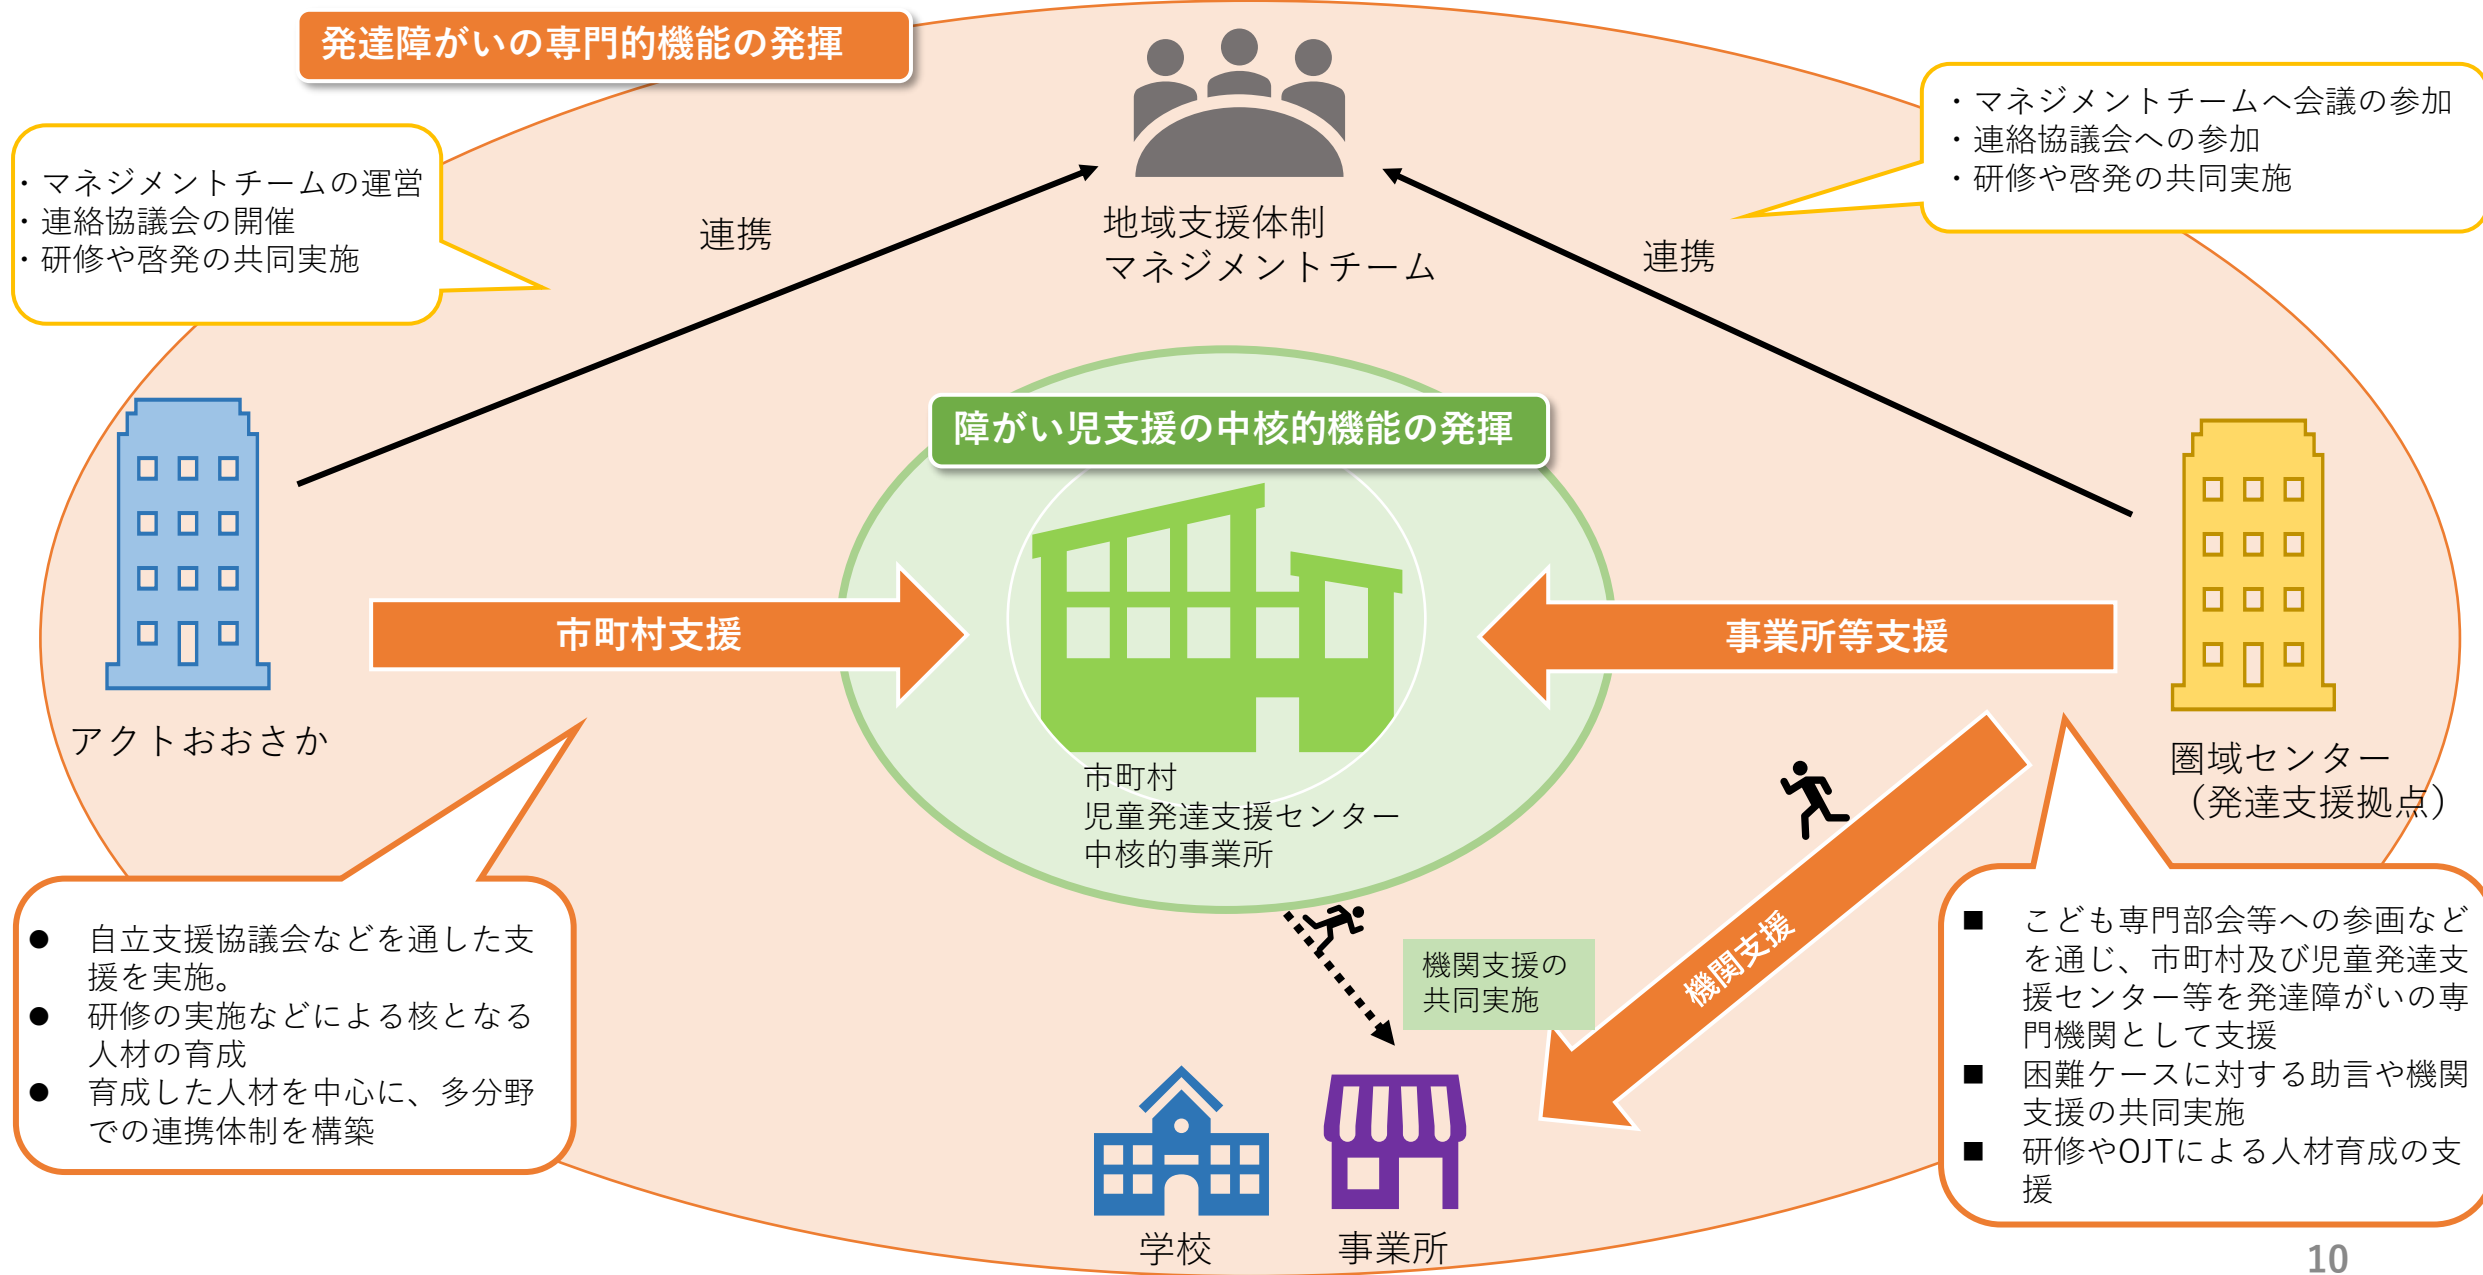 発達障がいの専門的機能の発揮
・マネジメントチームへ会議の参加
・連絡協議会への参加
・研修や啓発の共同実施
・マネジメントチームの運営
・連絡協議会の開催
・研修や啓発の共同実施
連携
地域支援体制
マネジメントチーム
連携
障がい児支援の中核的機能の発揮
市町村支援
事業所等支援
アクトおおさか
圏域センター
（発達支援拠点）
市町村
児童発達支援センター
中核的事業所
● 自立支援協議会などを通した支
援を実施。
● 研修の実施などによる核となる
人材の育成
● 育成した人材を中心に、多分野
での連携体制を構築
機関支援の
共同実施
機関支援
■ こども専門部会等への参画など
を通じ、市町村及び児童発達支
援センター等を発達障がいの専
門機関として支援
■ 困難ケースに対する助言や機関
支援の共同実施
■ 研修やOJTによる人材育成の支
援
学校
事業所
10